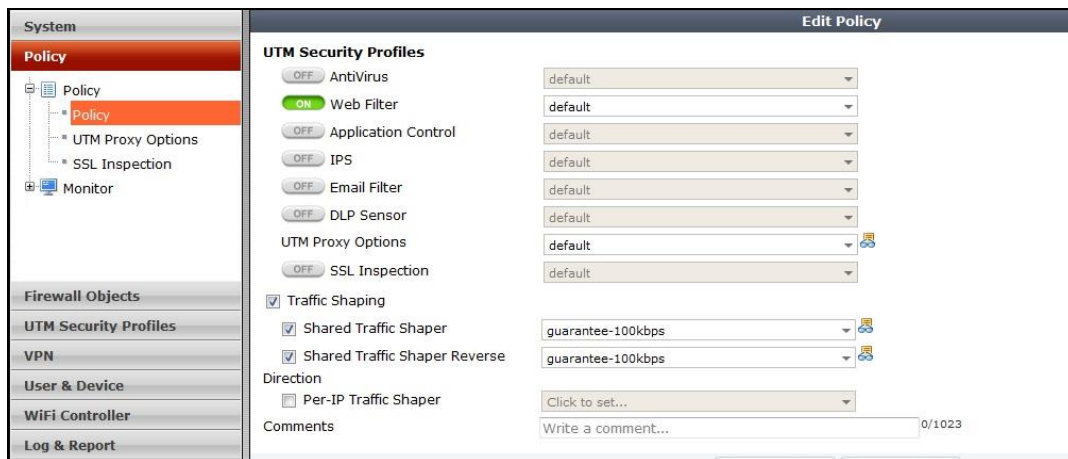 System
Policy
Policy
Policy
UTM Proxy Options
SSL Inspection
Monitor
Firewall Objects
UTM Security Profiles
VPN
User & Device
WiFi Controller
Log & Report
Edit Policy
UTM Security Profiles
OFF AntiVirus default
ON Web Filter default
OFF Application Control default
OFF IPS default
OFF Email Filter default
OFF DLP Sensor default
UTM Proxy Options default
OFF SSL Inspection default
Traffic Shaping
Shared Traffic Shaper guarantee-100kbps
Shared Traffic Shaper Reverse guarantee-100kbps
Direction
Per-IP Traffic Shaper Click to set...
Comments Write a comment... 0/1023